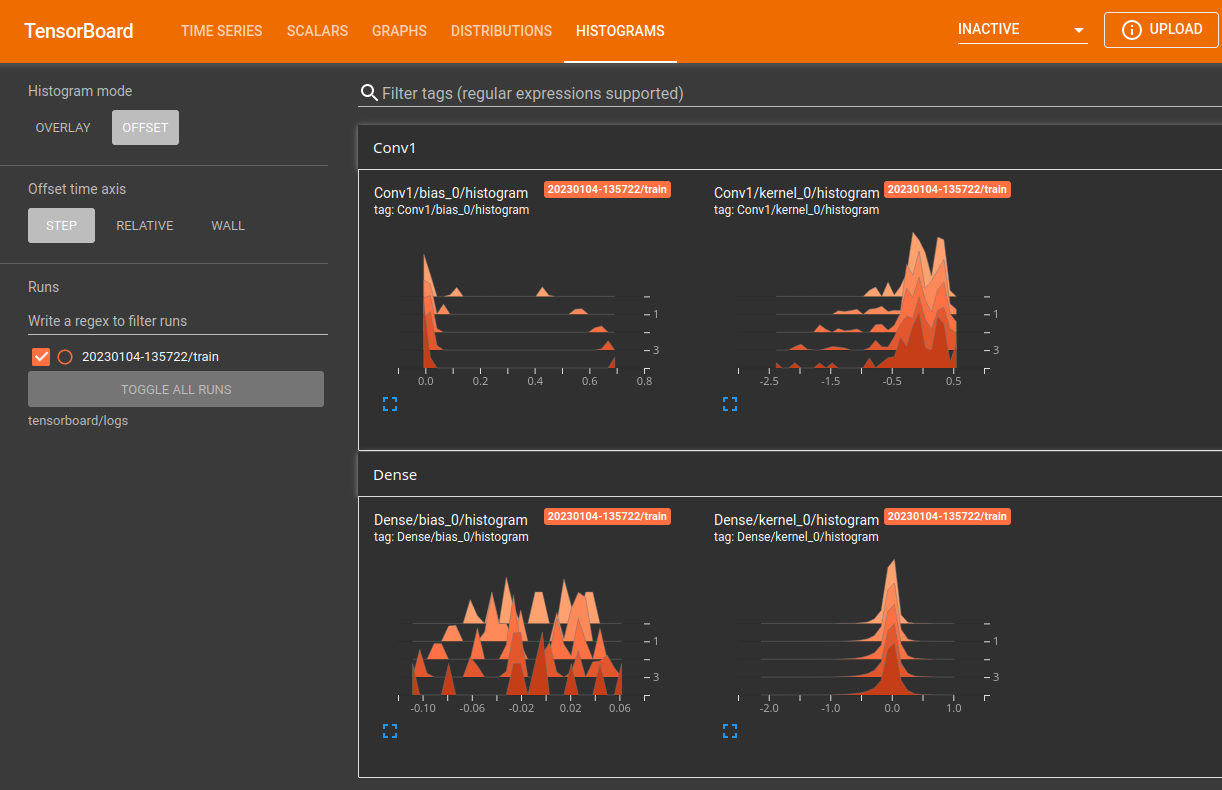 TensorBoard TIME SERIES SCALARS GRAPHS DISTRIBUTIONS HISTOGRAMS INACTIVE UPLOAD
Histogram mode
OVERLAY OFFSET
Offset time axis
STEP RELATIVE WALL
Runs
Write a regex to filter runs
20230104-135722/train
TOGGLE ALL RUNS
tensorboard/logs
Filter tags (regular expressions supported)
Conv1
Conv1/bias_0/histogram 20230104-135722/train
tag: Conv1/bias_0/histogram
1
3
0.0 0.2 0.4 0.6 0.8
Conv1/kernel_0/histogram 20230104-135722/train
tag: Conv1/kernel_0/histogram
1
3
-2.5 -1.5 -0.5 0.5
Dense
Dense/bias_0/histogram 20230104-135722/train
tag: Dense/bias_0/histogram
1
3
-0.10 -0.06 -0.02 0.02 0.06
Dense/kernel_0/histogram 20230104-135722/train
tag: Dense/kernel_0/histogram
1
3
-2.0 -1.0 0.0 1.0